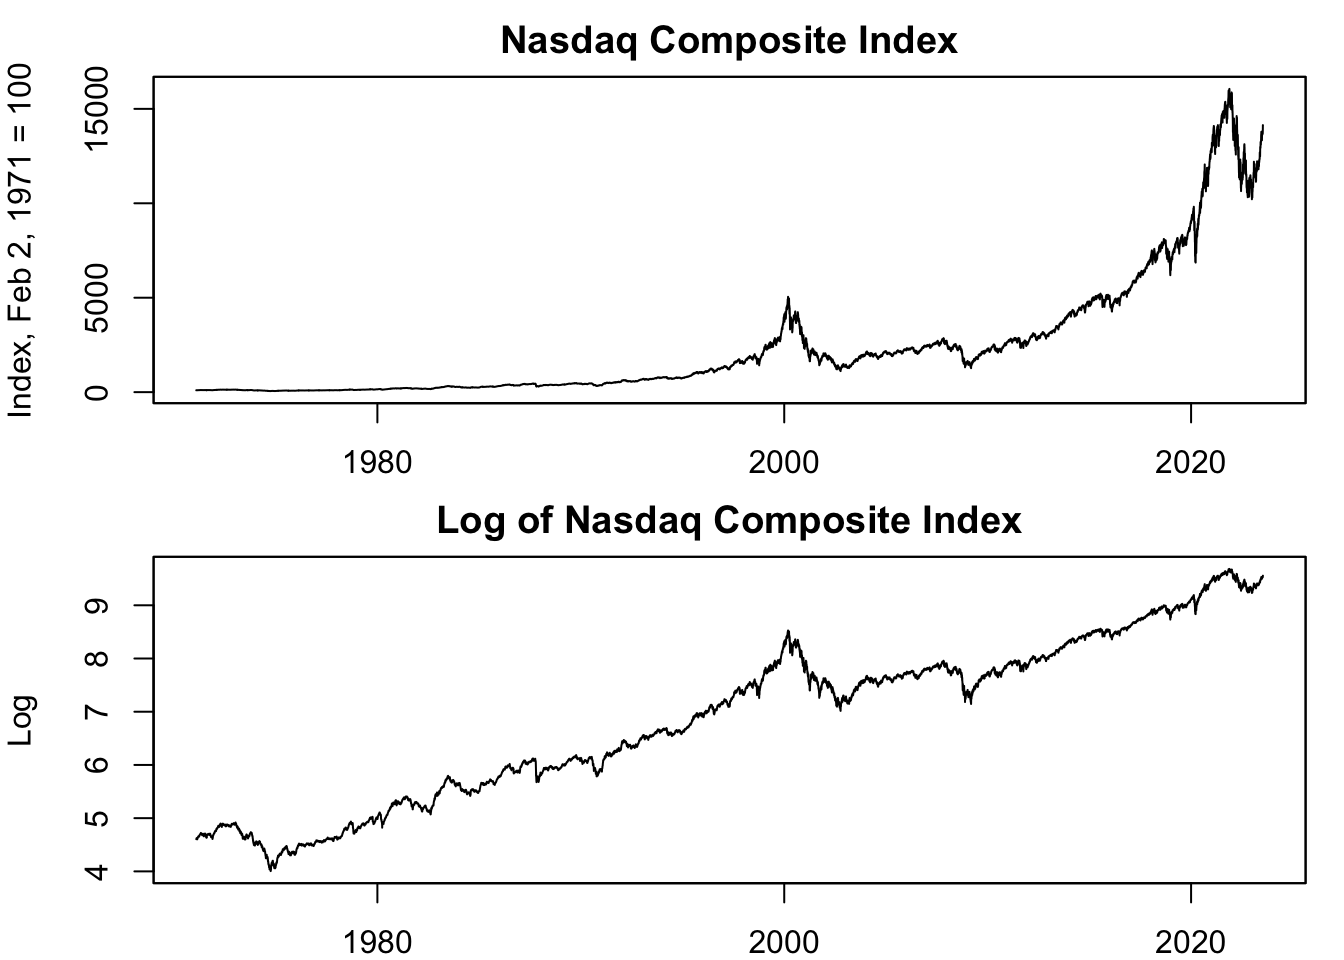 Nasdaq Composite Index
Index, Feb 2, 1971 = 100
15000
5000
0
1980 2000 2020
Log of Nasdaq Composite Index
Log
9
8
7
6
5
4
1980 2000 2020